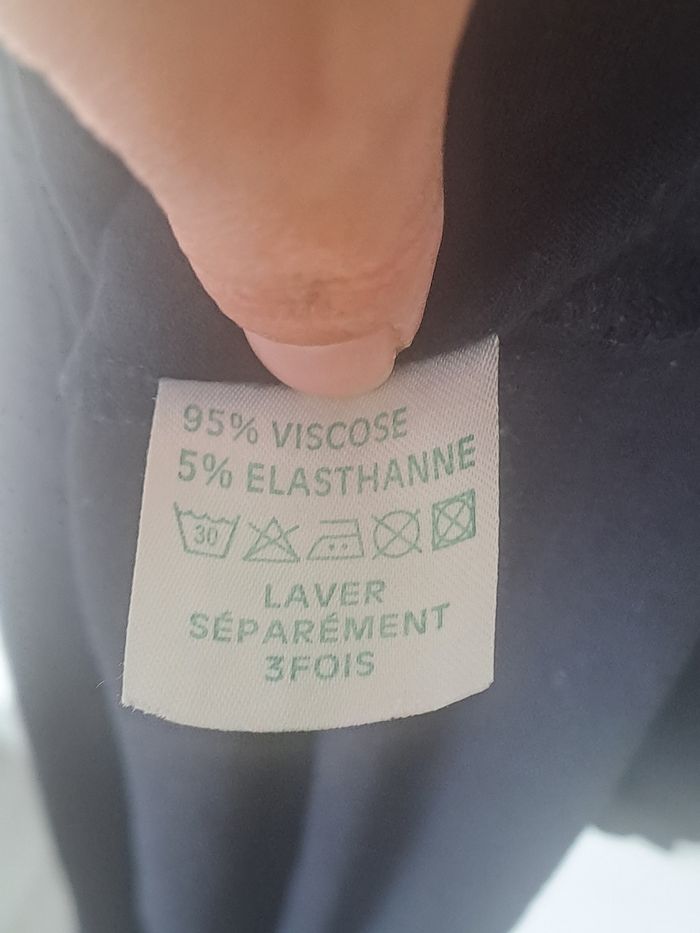 95% VISCOSE
5% ELASTHANNE
30
LAVER
SÉPARÉMENT
3FOIS